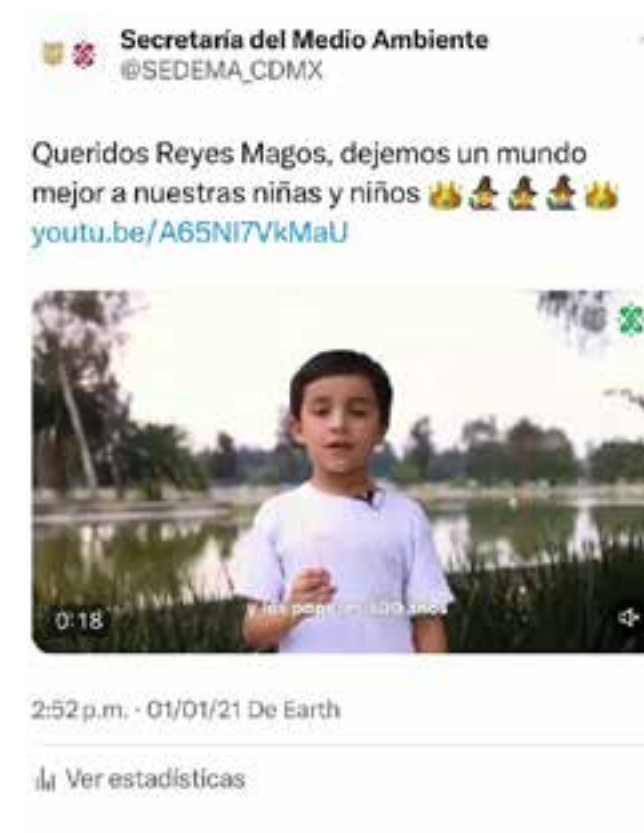 Secretaría del Medio Ambiente
@SEDEMA_CDMX
Queridos Reyes Magos, dejemos un mundo
mejor a nuestras niñas y niños
youtu.be/A65NI7VkMaU
0:18
2:52 p.m. · 01/01/21 De Earth
Ver estadísticas